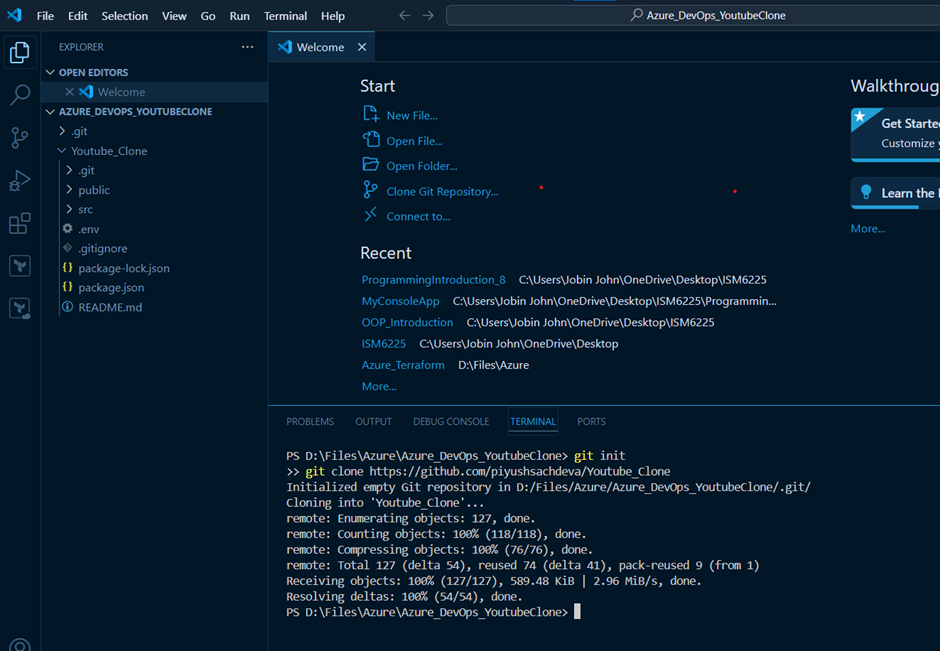 File Edit Selection View Go Run Terminal Help
Azure_DevOps_YoutubeClone
EXPLORER
OPEN EDITORS
Welcome
AZURE_DEVOPS_YOUTUBECLONE
.git
Youtube_Clone
.git
public
src
.env
.gitignore
package-lock.json
package.json
README.md
Welcome
Start
New File...
Open File...
Open Folder...
Clone Git Repository...
Connect to...
Recent
ProgrammingIntroduction_8 C:\Users\Jobin John\OneDrive\Desktop\ISM6225
MyConsoleApp C:\Users\Jobin John\OneDrive\Desktop\ISM6225\Programmin...
OOP_Introduction C:\Users\Jobin John\OneDrive\Desktop\ISM6225
ISM6225 C:\Users\Jobin John\OneDrive\Desktop
Azure_Terraform D:\Files\Azure
More...
Walkthroug
Get Starte
Customize y
Learn the
More...
PROBLEMS OUTPUT DEBUG CONSOLE TERMINAL PORTS
PS D:\Files\Azure\Azure_DevOps_YoutubeClone> git init
>> git clone https://github.com/piyushsachdeva/Youtube_Clone
Initialized empty Git repository in D:/Files/Azure/Azure_DevOps_YoutubeClone/.git/
Cloning into 'Youtube_Clone'...
remote: Enumerating objects: 127, done.
remote: Counting objects: 100% (118/118), done.
remote: Compressing objects: 100% (76/76), done.
remote: Total 127 (delta 54), reused 74 (delta 41), pack-reused 9 (from 1)
Receiving objects: 100% (127/127), 589.48 KiB | 2.96 MiB/s, done.
Resolving deltas: 100% (54/54), done.
PS D:\Files\Azure\Azure_DevOps_YoutubeClone>